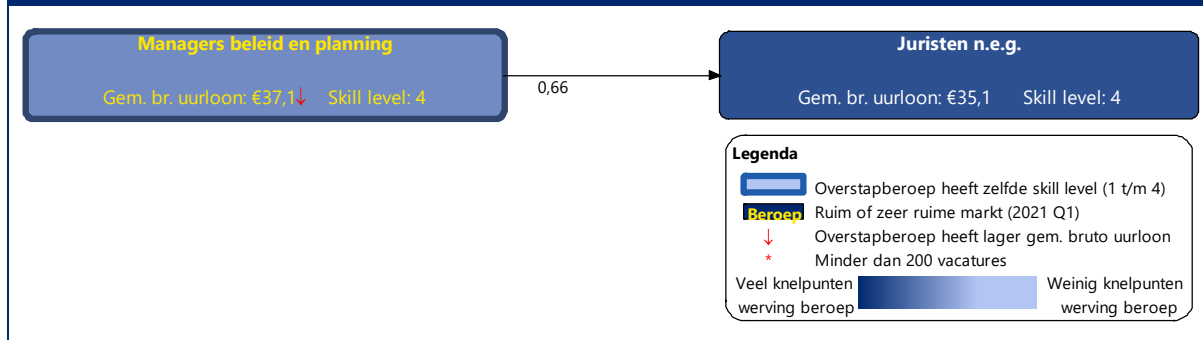 Managers beleid en planning
Gem. br. uurloon: €37,1↓ Skill level: 4
0,66
Juristen n.e.g.
Gem. br. uurloon: €35,1 Skill level: 4
Legenda
Overstapberoep heeft zelfde skill level (1 t/m 4)
Beroep Ruim of zeer ruime markt (2021 Q1)
↓ Overstapberoep heeft lager gem. bruto uurloon
* Minder dan 200 vacatures
Veel knelpunten Weinig knelpunten
werving beroep werving beroep